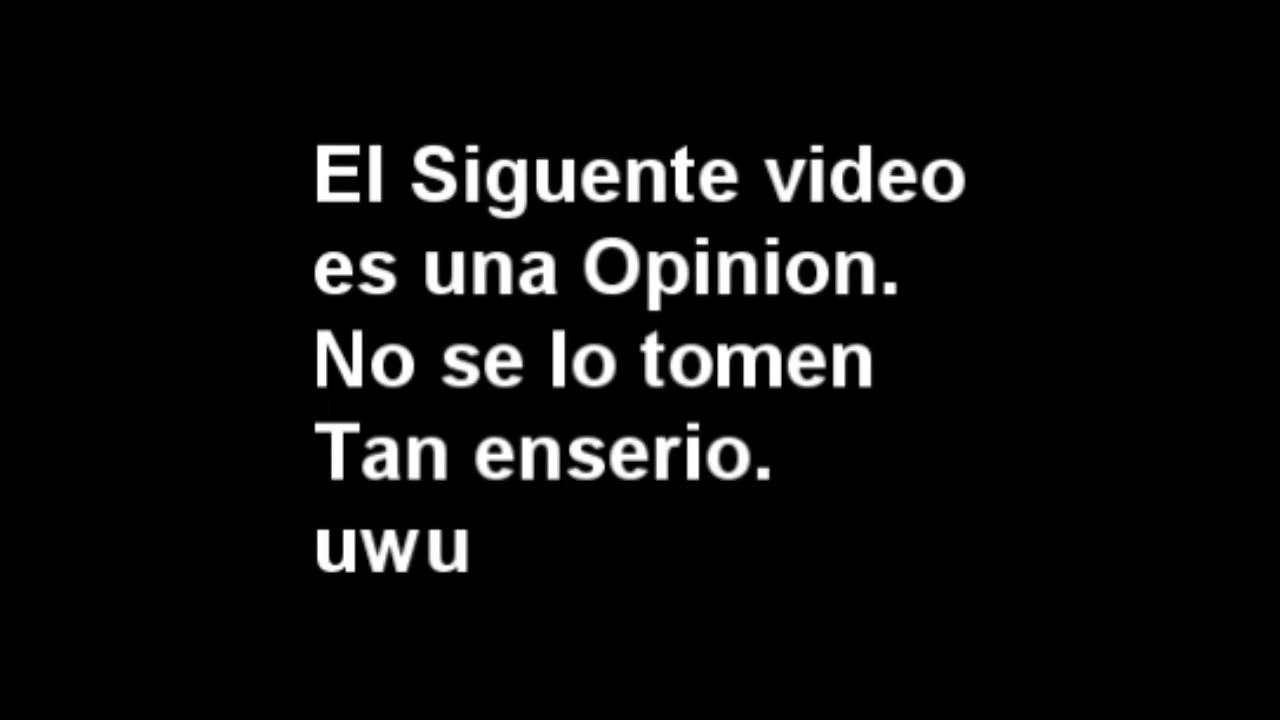 El Siguente video
es una Opinion.
No se lo tomen
Tan enserio.
uwu